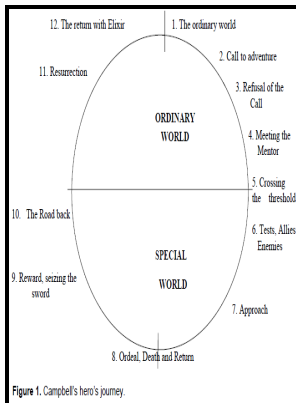 12. The return with Elixir
1. The ordinary world
2. Call to adventure
11. Resurrection
3. Refusal of the
Call
ORDINARY
WORLD
4. Meeting the
Mentor
5. Crossing
the threshold
10. The Road back
6. Tests, Allies
Enemies
SPECIAL
WORLD
9. Reward, seizing the
sword
7. Approach
8. Ordeal, Death and Return
Figure 1. Campbell's hero's journey.